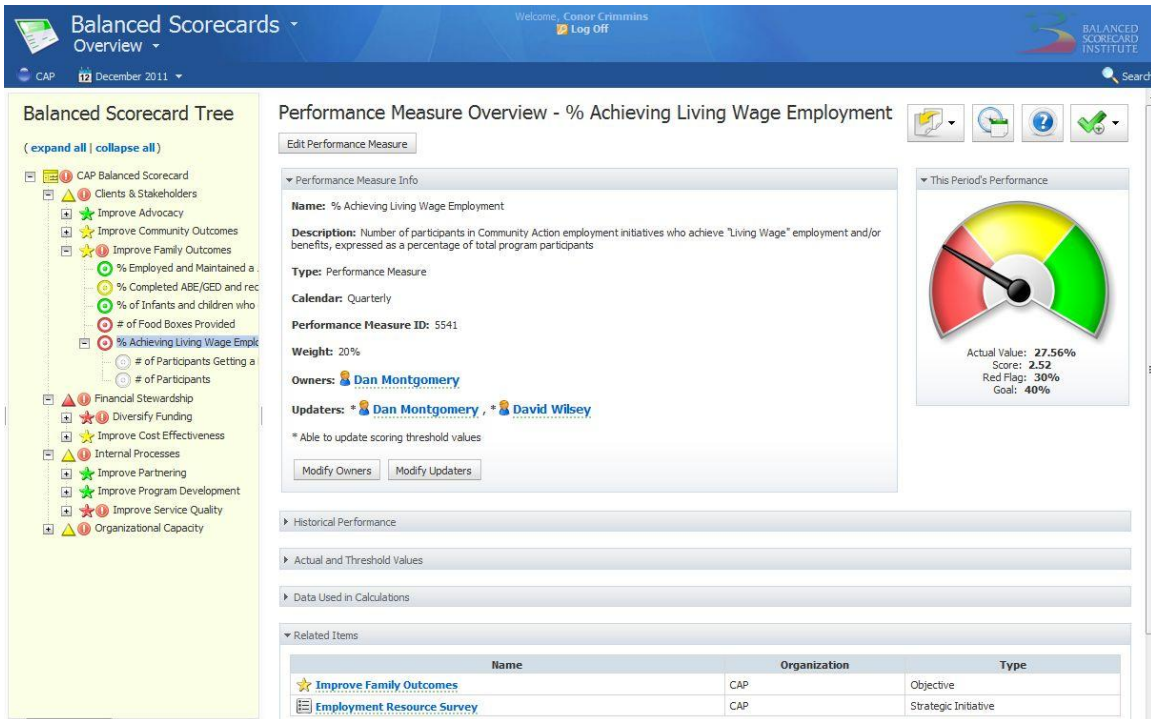 Balanced Scorecards
Overview
Welcome, Conor Crimmins
Log Off
BALANCED
SCORECARD
INSTITUTE
CAP
12 December 2011
Search
Balanced Scorecard Tree
( expand all | collapse all )
CAP Balanced Scorecard
Clients & Stakeholders
Improve Advocacy
Improve Community Outcomes
Improve Family Outcomes
% Employed and Maintained a
% Completed ABE/GED and rec
% of Infants and children who
# of Food Boxes Provided
% Achieving Living Wage Emplo
# of Participants Getting a
# of Participants
Financial Stewardship
Diversify Funding
Improve Cost Effectiveness
Internal Processes
Improve Partnering
Improve Program Development
Improve Service Quality
Organizational Capacity
Performance Measure Overview - % Achieving Living Wage Employment
Edit Performance Measure
Performance Measure Info
Name: % Achieving Living Wage Employment
Description: Number of participants in Community Action employment initiatives who achieve "Living Wage" employment and/or
benefits, expressed as a percentage of total program participants
Type: Performance Measure
Calendar: Quarterly
Performance Measure ID: 5541
Weight: 20%
Owners: Dan Montgomery
Updaters: * Dan Montgomery , * David Wilsey
* Able to update scoring threshold values
Modify Owners Modify Updaters
This Period's Performance
Actual Value: 27.56%
Score: 2.52
Red Flag: 30%
Goal: 40%
Historical Performance
Actual and Threshold Values
Data Used in Calculations
Related Items
Name Organization Type
Improve Family Outcomes CAP Objective
Employment Resource Survey CAP Strategic Initiative